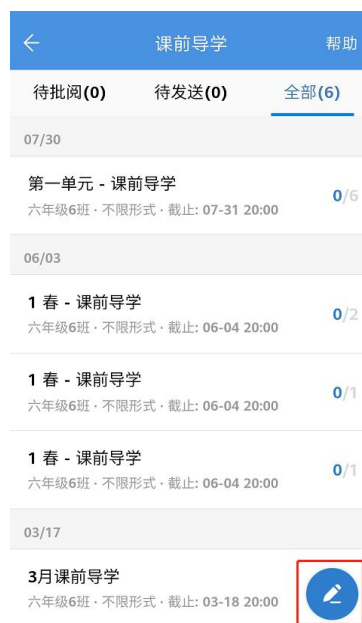 课前导学
帮助
待批阅(0) 待发送(0) 全部(6)
07/30
第一单元 - 课前导学
六年级6班 · 不限形式 · 截止: 07-31 20:00
0/6
06/03
1 春 - 课前导学
六年级6班 · 不限形式 · 截止: 06-04 20:00
0/2
1 春 - 课前导学
六年级6班 · 不限形式 · 截止: 06-04 20:00
0/1
1 春 - 课前导学
六年级6班 · 不限形式 · 截止: 06-04 20:00
0/1
03/17
3月课前导学
六年级6班 · 不限形式 · 截止: 03-18 20:00